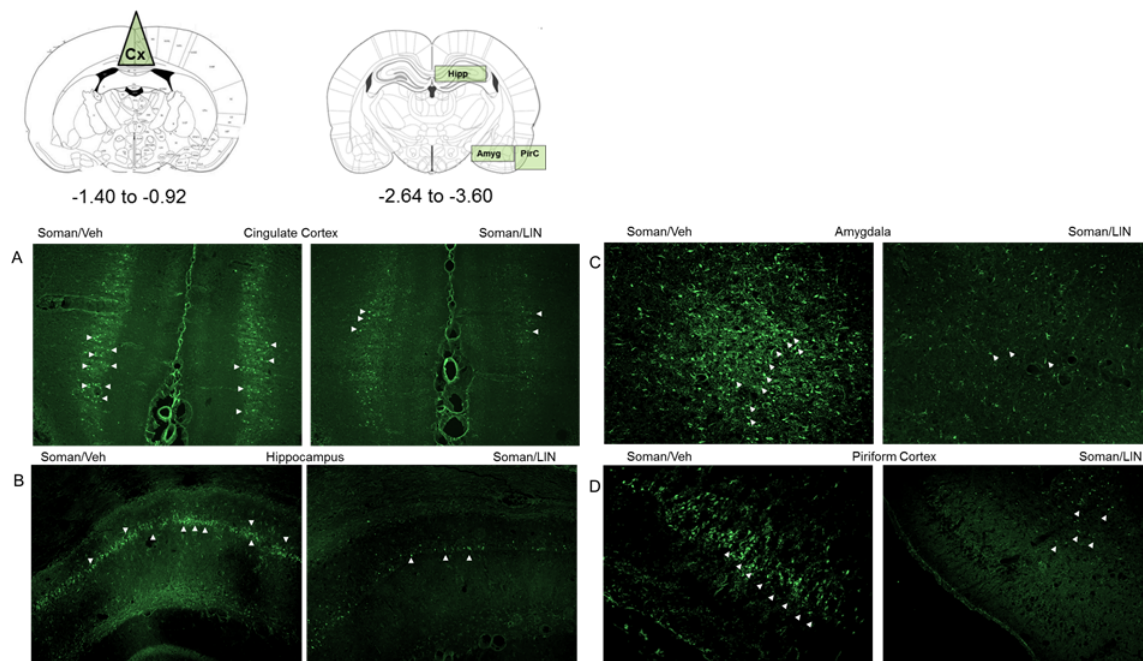 Cx
Hipp
Amyg
PirC
-1.40 to -0.92
-2.64 to -3.60
Soman/Veh Cingulate Cortex Soman/LIN
A
Soman/Veh Amygdala Soman/LIN
C
Soman/Veh Hippocampus Soman/LIN
B
Soman/Veh Piriform Cortex Soman/LIN
D